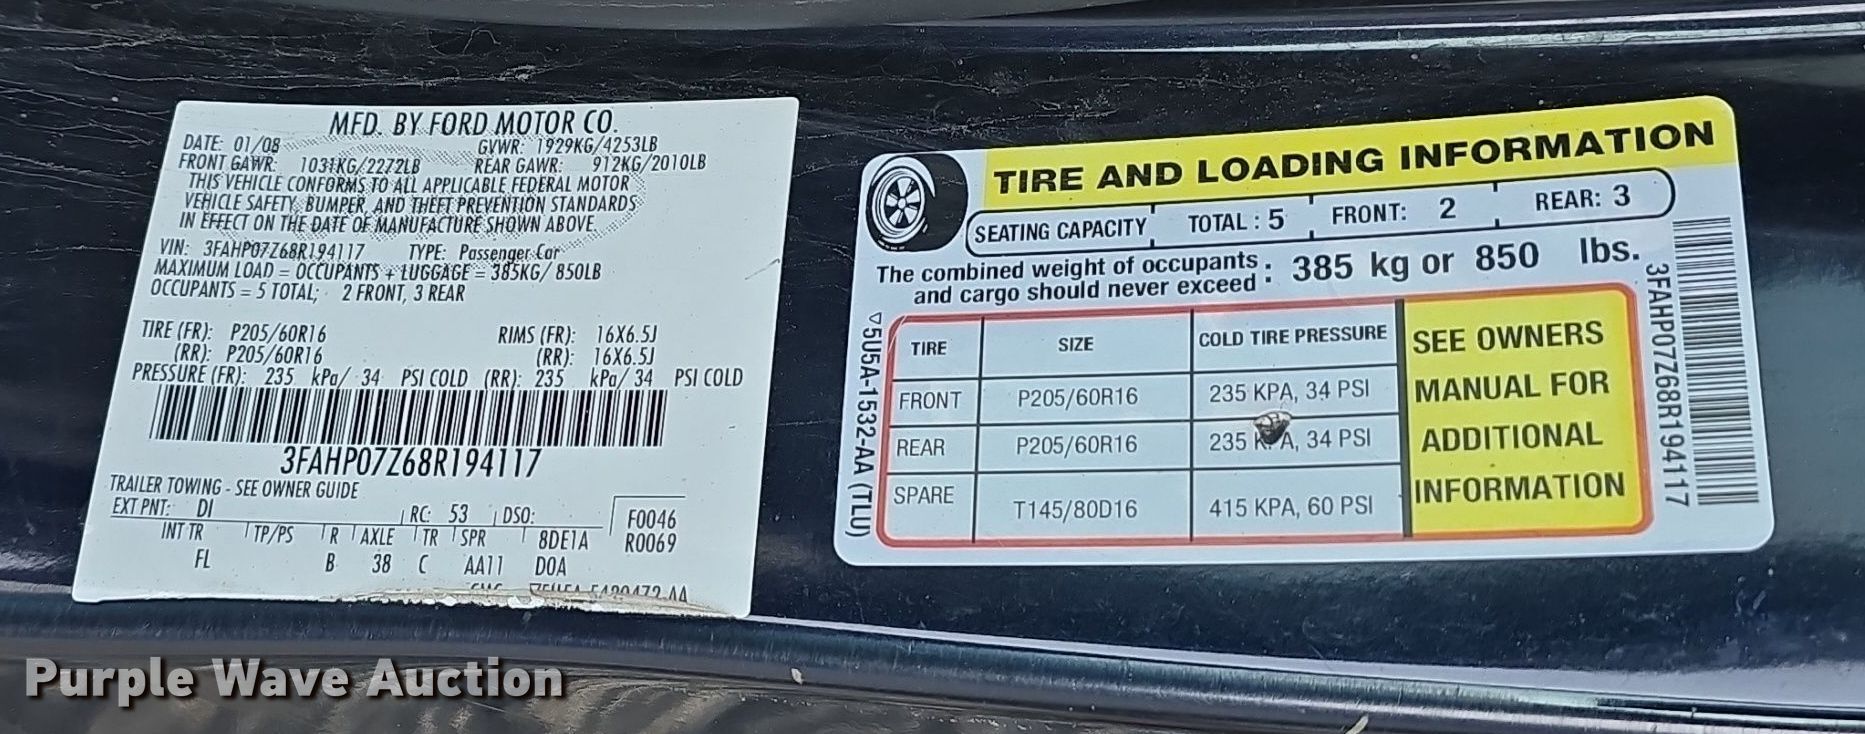 MFD. BY FORD MOTOR CO.
DATE: 01/08 GVWR: 1929KG/4253LB
FRONT GAWR: 1031KG/2272LB REAR GAWR: 912KG/2010LB
THIS VEHICLE CONFORMS TO ALL APPLICABLE FEDERAL MOTOR
VEHICLE SAFETY, BUMPER, AND THEFT PREVENTION STANDARDS
IN EFFECT ON THE DATE OF MANUFACTURE SHOWN ABOVE.
VIN: 3FAHP07Z68R194117 TYPE: Passenger Car
MAXIMUM LOAD = OCCUPANTS + LUGGAGE = 385KG/ 850LB
OCCUPANTS = 5 TOTAL; 2 FRONT, 3 REAR
TIRE (FR): P205/60R16 RIMS (FR): 16X6.5J
(RR): P205/60R16 (RR): 16X6.5J
PRESSURE (FR): 235 kPa/ 34 PSI COLD (RR): 235 kPa/ 34 PSI COLD
3FAHP07Z68R194117
TRAILER TOWING - SEE OWNER GUIDE
EXT PNT: DI RC: 53 DSO: F0046
INT TR TP/PS R AXLE TR SPR 8DE1A R0069
FL B 38 C AA11 DOA
TIRE AND LOADING INFORMATION
SEATING CAPACITY TOTAL : 5 FRONT: 2 REAR: 3
The combined weight of occupants
and cargo should never exceed : 385 kg or 850 lbs.
TIRE SIZE COLD TIRE PRESSURE
FRONT P205/60R16 235 KPA, 34 PSI
REAR P205/60R16 235 KPA, 34 PSI
SPARE T145/80D16 415 KPA, 60 PSI
SEE OWNERS
MANUAL FOR
ADDITIONAL
INFORMATION
▽5U5A-1532-AA (TLU)
3FAHP07Z68R194117
Purple Wave Auction